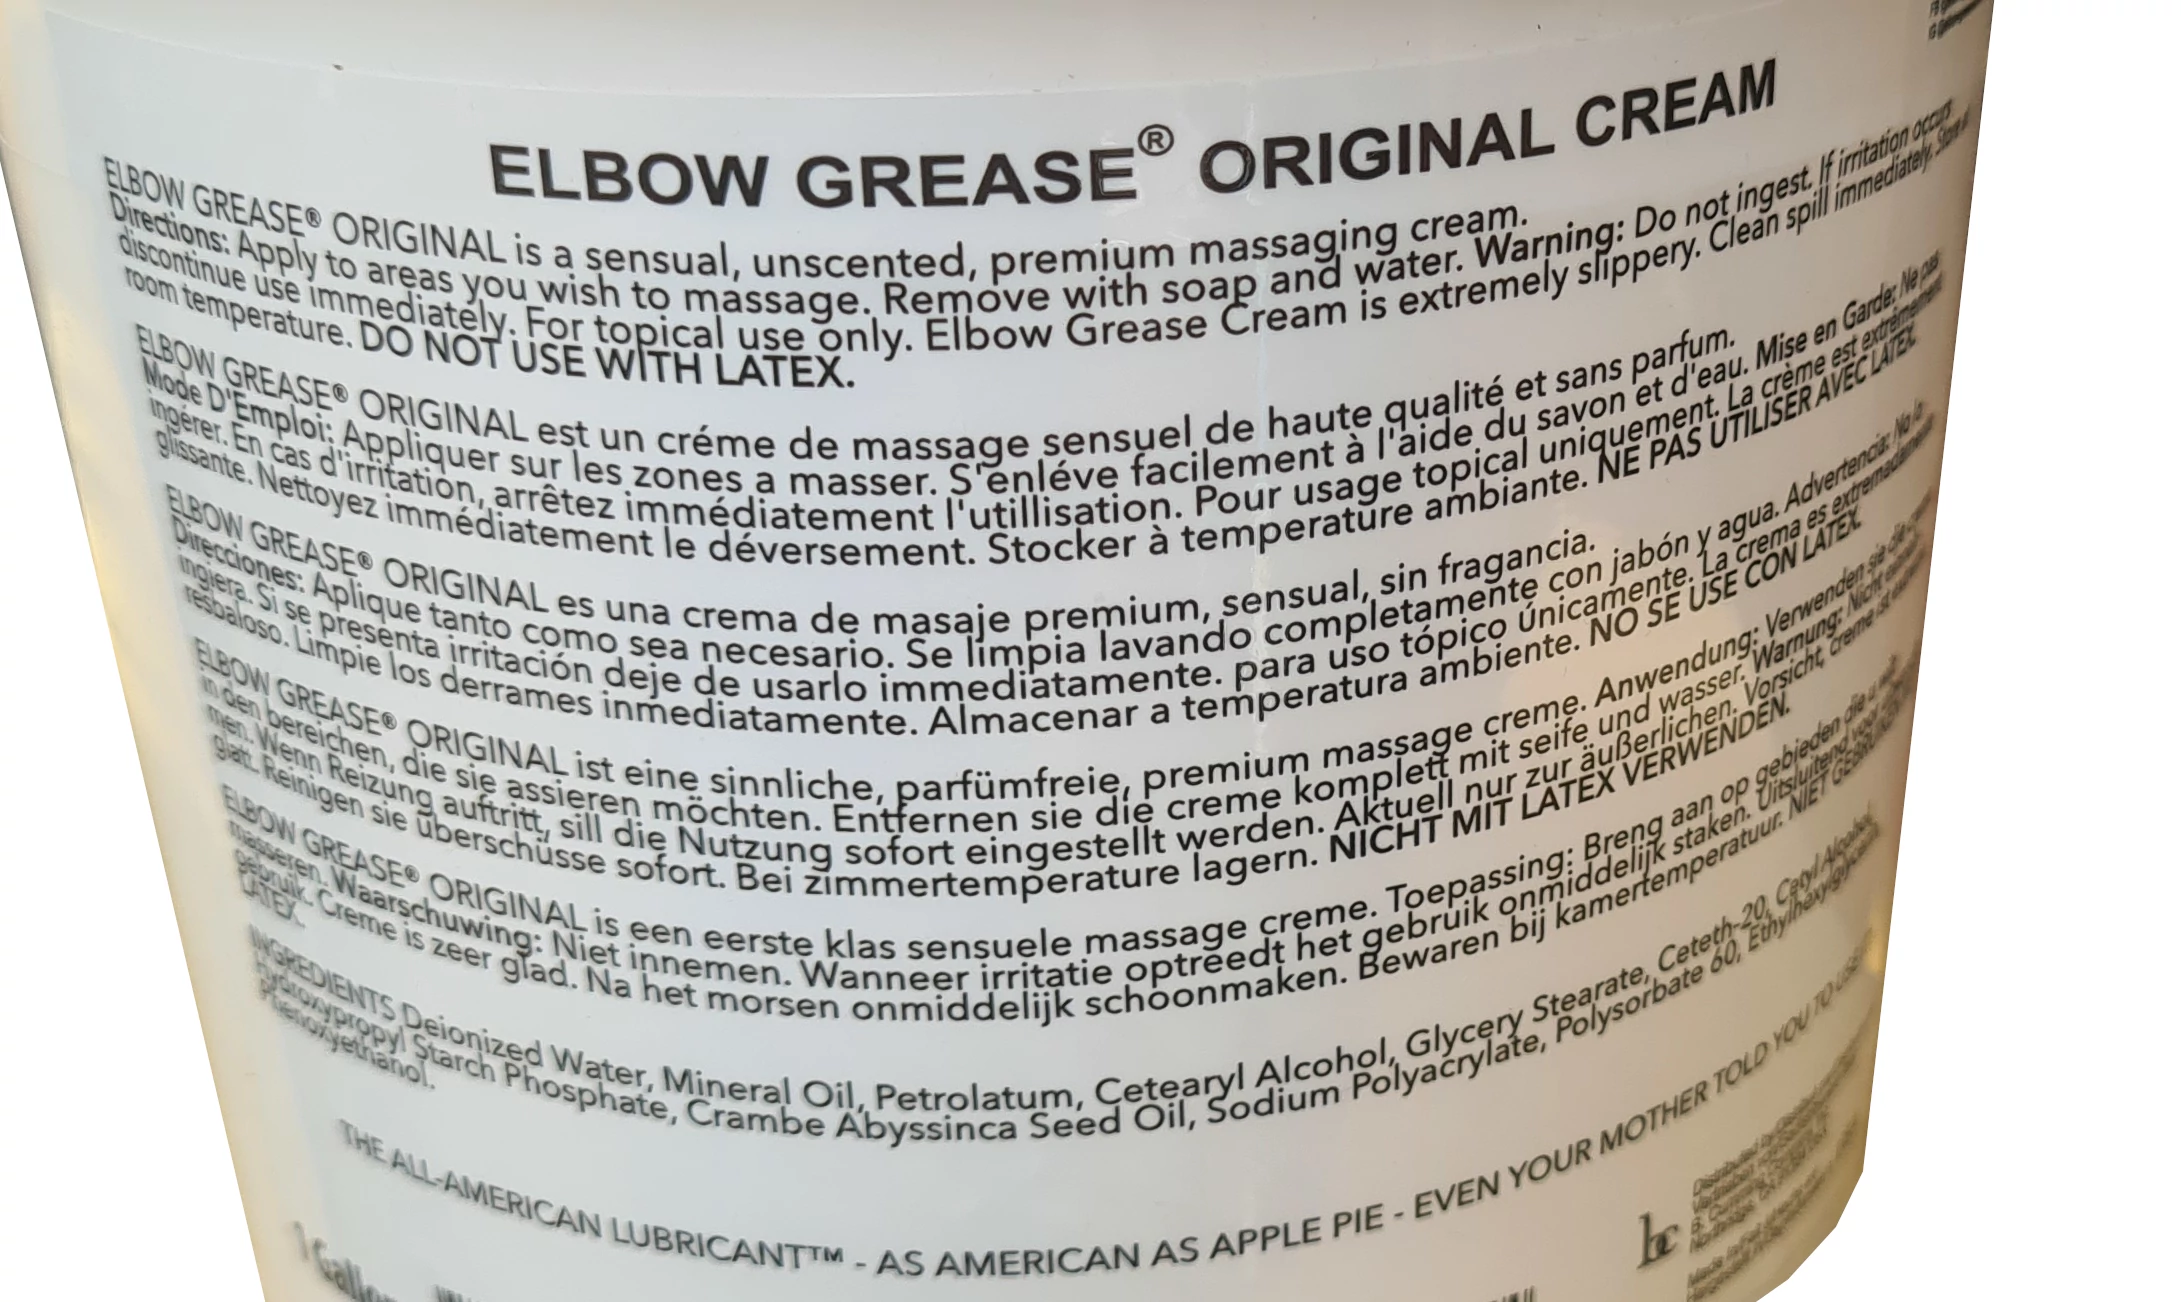 ELBOW GREASE® ORIGINAL CREAM
ELBOW GREASE® ORIGINAL is a sensual, unscented, premium massaging cream.
Directions: Apply to areas you wish to massage. Remove with soap and water. Warning: Do not ingest. If irritation occurs
discontinue use immediately. For topical use only. Elbow Grease Cream is extremely slippery. Clean spill immediately. Store at
room temperature. DO NOT USE WITH LATEX.
ELBOW GREASE® ORIGINAL est un créme de massage sensuel de haute qualité et sans parfum.
Mode D'Emploi: Appliquer sur les zones a masser. S'enléve facilement à l'aide du savon et d'eau. Mise en Garde: Ne pas
ingérer. En cas d'irritation, arrêtez immédiatement l'utillisation. Pour usage topical uniquement. La crème est extrêmement
glissante. Nettoyez immédiatement le déversement. Stocker à temperature ambiante. NE PAS UTILISER AVEC LATEX.
ELBOW GREASE® ORIGINAL es una crema de masaje premium, sensual, sin fragancia.
Direcciones: Aplique tanto como sea necesario. Se limpia lavando completamente con jabón y agua. Advertencia: No lo
ingiera. Si se presenta irritación deje de usarlo immediatamente. para uso tópico únicamente. La crema es extremadamente
resbaloso. Limpie los derrames inmediatamente. Almacenar a temperatura ambiente. NO SE USE CON LATEX.
ELBOW GREASE® ORIGINAL ist eine sinnliche, parfümfreie, premium massage creme. Anwendung: Verwenden sie die
in den bereichen, die sie assieren möchten. Entfernen sie die creme komplett mit seife und wasser. Warnung: Nicht
men. Wenn Reizung auftritt, sill die Nutzung sofort eingestellt werden. Aktuell nur zur äußerlichen. Vorsicht, creme ist
glatt. Reinigen sie überschüsse sofort. Bei zimmertemperature lagern. NICHT MIT LATEX VERWENDEN.
ELBOW GREASE® ORIGINAL is een eerste klas sensuele massage creme. Toepassing: Breng aan op gebieden die u wilt
masseren. Waarschuwing: Niet innemen. Wanneer irritatie optreedt het gebruik onmiddelijk staken. Uitsluitend voor
gebruik. Creme is zeer glad. Na het morsen onmiddelijk schoonmaken. Bewaren bij kamertemperatuur. NIET
LATEX.
INGREDIENTS Deionized Water, Mineral Oil, Petrolatum, Cetearyl Alcohol, Glycery Stearate, Ceteth-20, Cetyl Alcohol,
Hydroxypropyl Starch Phosphate, Crambe Abyssinca Seed Oil, Sodium Polyacrylate, Polysorbate 60, Ethylhexylglycerin,
Phenoxyethanol.
THE ALL-AMERICAN LUBRICANT™ - AS AMERICAN AS APPLE PIE - EVEN YOUR MOTHER TOLD YOU TO USE IT
bc
1 Gallon